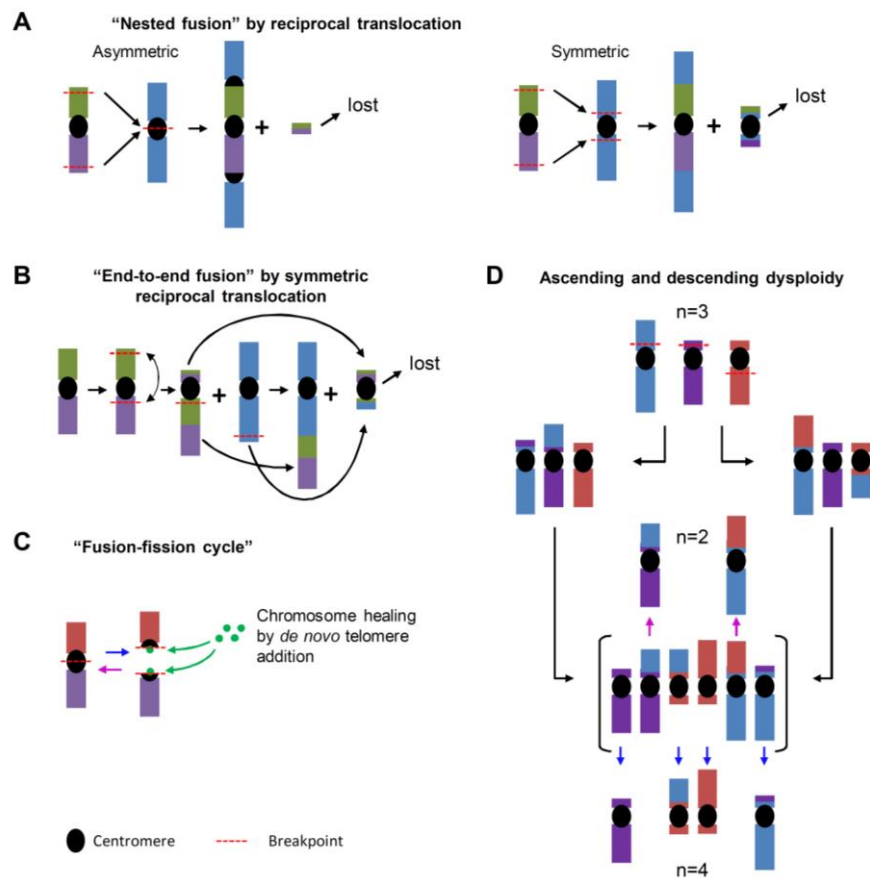 A
“Nested fusion” by reciprocal translocation
Asymmetric
+
lost
Symmetric
+
lost
B
“End-to-end fusion” by symmetric
reciprocal translocation
+
+
lost
C
“Fusion-fission cycle”
Chromosome healing
by de novo telomere
addition
Centromere
Breakpoint
D
Ascending and descending dysploidy
n=3
n=2
n=4